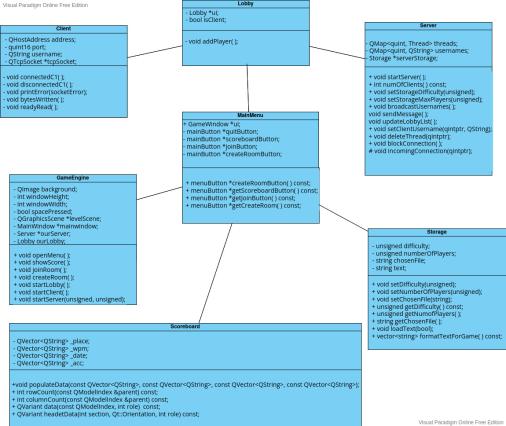 Visual Paradigm Online Free Edition
Client
- QHostAddress address;
- quint16 port;
- QString username;
- QTcpSocket *tcpSocket;
- void connectedC1( );
- void disconnectedC1( );
- void printError(socketError);
- void bytesWritten( );
- void readyRead( );
Lobby
- Lobby *ui;
- bool isClient;
- void addPlayer( );
Server
- QMap<quint, Thread> threads;
- QMap<quint, QString> usernames;
- Storage *serverStorage;
+ void startServer( );
+ int numOfClients( ) const;
+ void setStorageDifficulty(unsigned);
+ void setStorageMaxPlayers(unsigned);
+ void broadcastUsernames( );
void sendMessage( );
void updateLobbyList( );
+ void setClientUsername(qintptr, QString);
+ void deleteThread(qintptr);
+ void blockConnection( );
# void incomingConnection(qintptr);
MainMenu
+ GameWindow *ui;
- mainButton *quitButton;
- mainButton *scoreboardButton;
- mainButton *joinButton;
- mainButton *createRoomButton;
+ menuButton *createRoomButton( ) const;
+ menuButton *getScoreboardButton( ) const;
+ menuButton *getJoinButton( ) const;
+ menuButton *getCreateRoom( ) const;
GameEngine
- QImage background;
- int windowHeight;
- int windowWidth;
- bool spacePressed;
- QGraphicsScene *levelScene;
- MainWindow *mainwindow;
- Server *ourServer;
- Lobby ourLobby;
+ void openMenu( );
+ void showScore( );
+ void joinRoom( );
+ void createRoom( );
+ void startLobby( );
+ void startClient( );
+ void startServer(unsigned, unsigned);
Storage
- unsigned difficulty;
- unsigned numberOfPlayers;
- string chosenFile;
- string text;
+ void setDifficulty(unsigned);
+ void setNumberOfPlayers(unsigned);
+ void setChosenFile(string);
+ unsigned getDifficulty( ) const;
+ unsigned getNumofPlayers( );
+ string getChosenFile( );
+ void loadText(bool);
+ vector<string> formatTextForGame( ) const;
Scoreboard
- QVector<QString> _place;
- QVector<QString> _wpm;
- QVector<QString> _date;
- QVector<QString> _acc;
+void populateData(const QVector<QString>, const QVector<QString>, const QVector<QString>, const QVector<QString>);
+ int rowCount(const QModelIndex &parent) const;
+ int columnCount(const QModelIndex &parent) const;
+ QVariant data(const QModelIndex, int role) const;
+ QVariant headetData(int section, Qt::Orientation, int role) const;
Visual Paradigm Online Free Edition